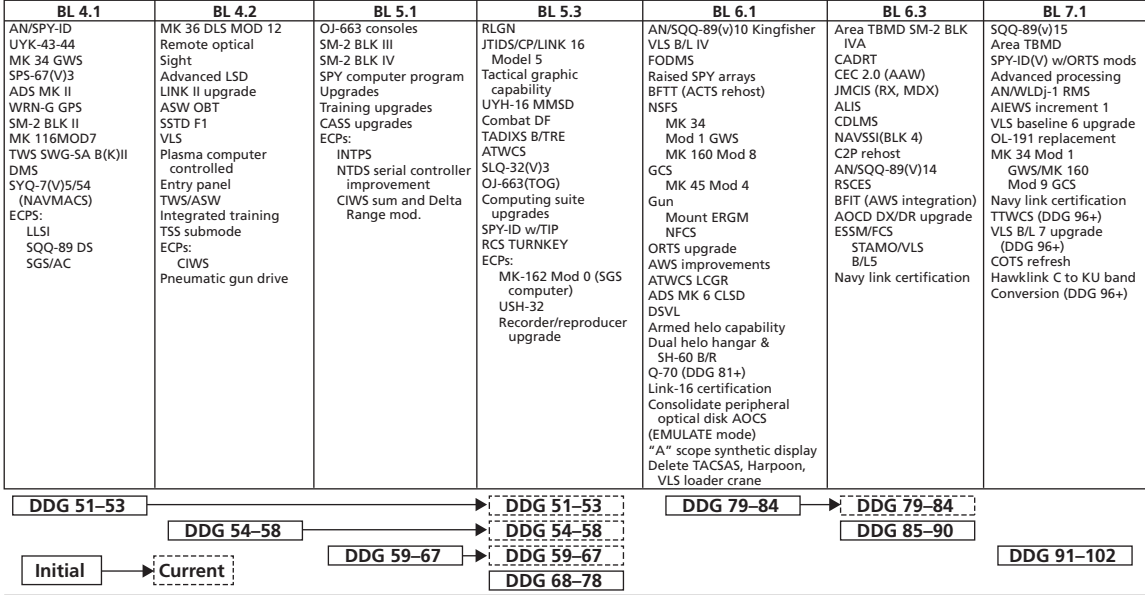 BL 4.1
AN/SPY-ID
UYK-43-44
MK 34 GWS
SPS-67(V)3
ADS MK II
WRN-G GPS
SM-2 BLK II
MK 116MOD7
TWS SWG-SA B(K)II
DMS
SYQ-7(V)5/54
(NAVMACS)
ECPS:
LLSI
SQQ-89 DS
SGS/AC
BL 4.2
MK 36 DLS MOD 12
Remote optical
Sight
Advanced LSD
LINK II upgrade
ASW OBT
SSTD F1
VLS
Plasma computer
controlled
Entry panel
TWS/ASW
Integrated training
TSS submode
ECPs:
CIWS
Pneumatic gun drive
BL 5.1
OJ-663 consoles
SM-2 BLK III
SM-2 BLK IV
SPY computer program
Upgrades
Training upgrades
CASS upgrades
ECPs:
INTPS
NTDS serial controller
improvement
CIWS sum and Delta
Range mod.
BL 5.3
RLGN
JTIDS/CP/LINK 16
Model 5
Tactical graphic
capability
UYH-16 MMSD
Combat DF
TADIXS B/TRE
ATWCS
SLQ-32(V)3
OJ-663(TOG)
Computing suite
upgrades
SPY-ID w/TIP
RCS TURNKEY
ECPs:
MK-162 Mod 0 (SGS
computer)
USH-32
Recorder/reproducer
upgrade
BL 6.1
AN/SQQ-89(v)10 Kingfisher
VLS B/L IV
FODMS
Raised SPY arrays
BFTT (ACTS rehost)
NSFS
MK 34
Mod 1 GWS
MK 160 Mod 8
GCS
MK 45 Mod 4
Gun
Mount ERGM
NFCS
ORTS upgrade
AWS improvements
ATWCS LCGR
ADS MK 6 CLSD
DSVL
Armed helo capability
Dual helo hangar &
SH-60 B/R
Q-70 (DDG 81+)
Link-16 certification
Consolidate peripheral
optical disk AOCS
(EMULATE mode)
"A" scope synthetic display
Delete TACSAS, Harpoon,
VLS loader crane
BL 6.3
Area TBMD SM-2 BLK
IVA
CADRT
CEC 2.0 (AAW)
JMCIS (RX, MDX)
ALIS
CDLMS
NAVSSI(BLK 4)
C2P rehost
AN/SQQ-89(V)14
RSCES
BFIT (AWS integration)
AOCD DX/DR upgrade
ESSM/FCS
STAMO/VLS
B/L5
Navy link certification
BL 7.1
SQQ-89(v)15
Area TBMD
SPY-ID(V) w/ORTS mods
Advanced processing
AN/WLDj-1 RMS
AIEWS increment 1
VLS baseline 6 upgrade
OL-191 replacement
MK 34 Mod 1
GWS/MK 160
Mod 9 GCS
Navy link certification
TTWCS (DDG 96+)
VLS B/L 7 upgrade
(DDG 96+)
COTS refresh
Hawklink C to KU band
Conversion (DDG 96+)
DDG 51–53
DDG 51–53
DDG 79–84
DDG 79–84
DDG 54–58
DDG 54–58
DDG 85–90
DDG 59–67
DDG 59–67
DDG 91–102
Initial
Current
DDG 68–78